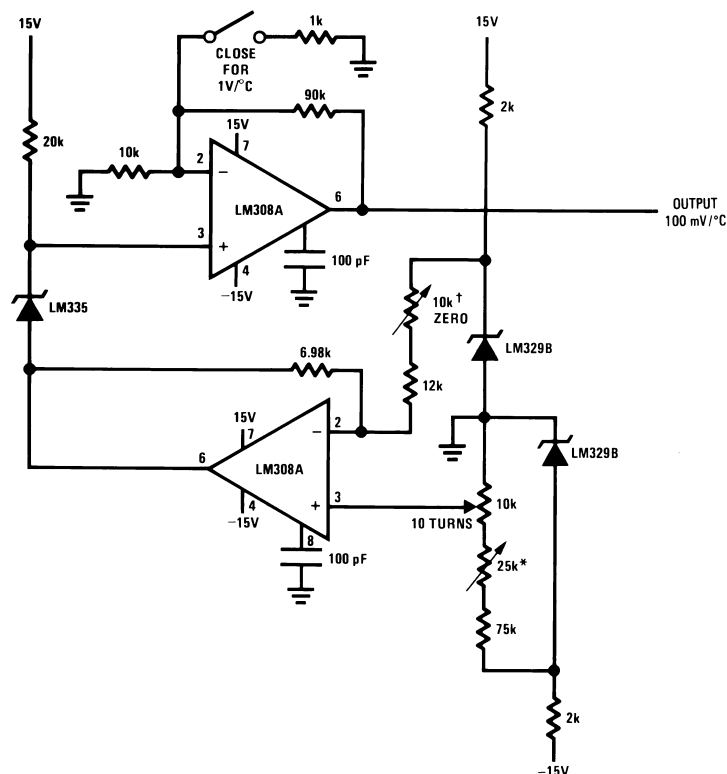 15V
1k
CLOSE
FOR
1V/°C
15V
2k
20k
90k
10k
15V
7
2
−
LM308A
6
3
+
4
−15V
100 pF
OUTPUT
100 mV/°C
LM335
10k†
ZERO
LM329B
6.98k
12k
15V
7
2
−
LM308A
6
4
−15V
+
3
8
100 pF
10 TURNS
10k
LM329B
25k*
75k
2k
−15V